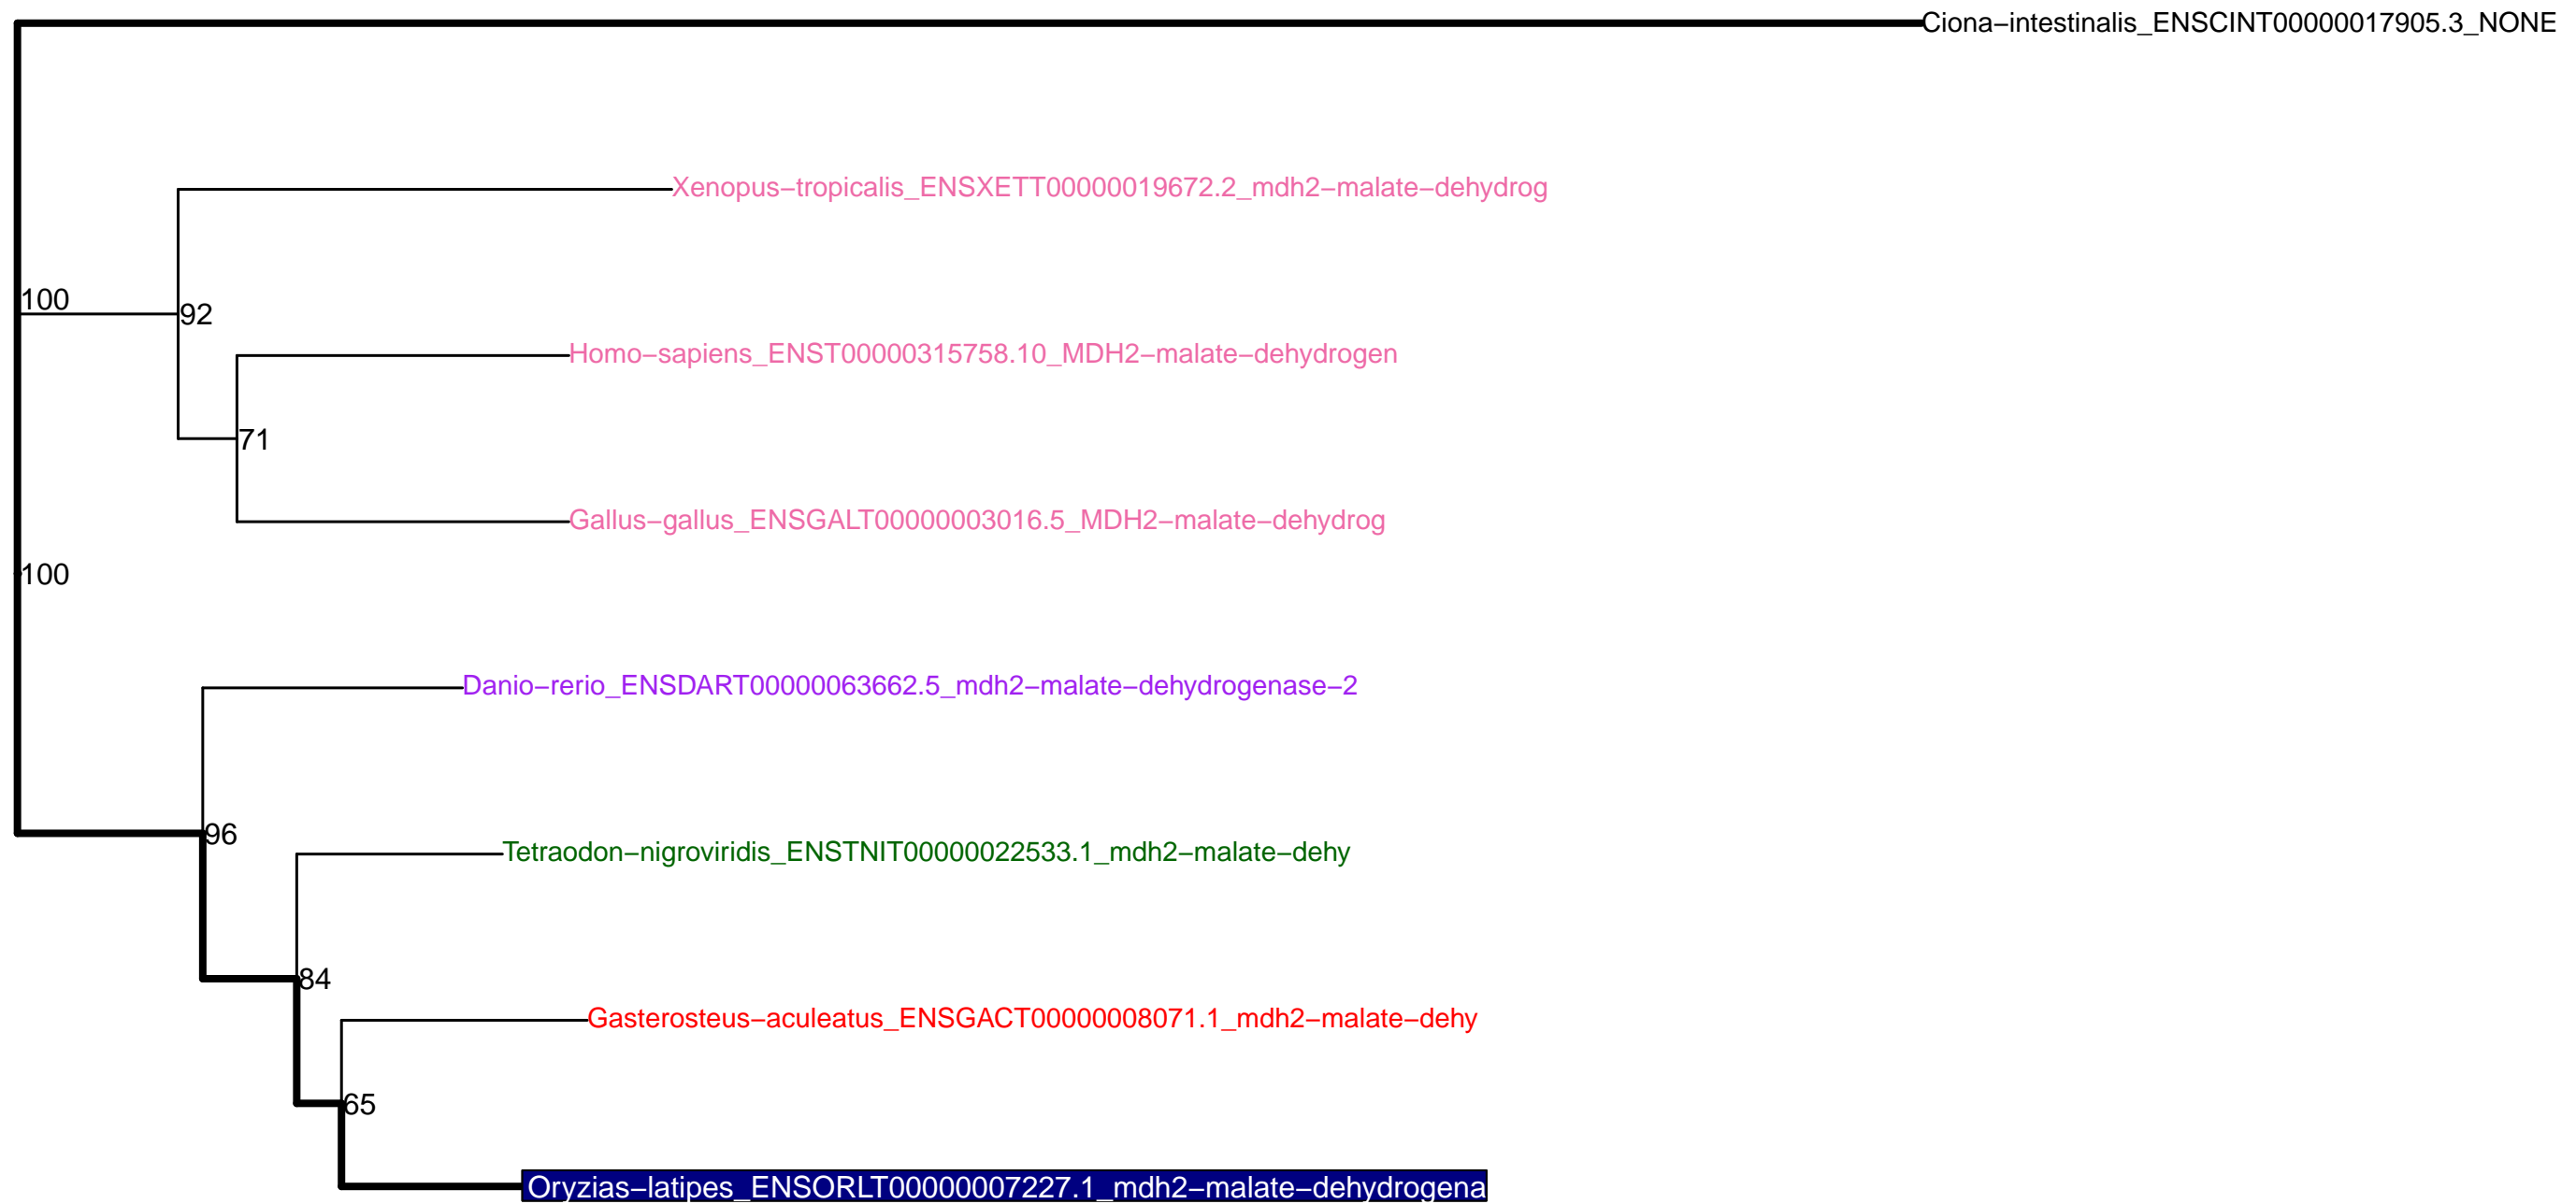 Ciona−intestinalis_ENSCINT00000017905.3_NONE
Xenopus−tropicalis_ENSXETT00000019672.2_mdh2−malate−dehydrog
100
92
Homo−sapiens_ENST00000315758.10_MDH2−malate−dehydrogen
71
Gallus−gallus_ENSGALT00000003016.5_MDH2−malate−dehydrog
100
Danio−rerio_ENSDART00000063662.5_mdh2−malate−dehydrogenase−2
96
Tetraodon−nigroviridis_ENSTNIT00000022533.1_mdh2−malate−dehy
84
Gasterosteus−aculeatus_ENSGACT00000008071.1_mdh2−malate−dehy
65
Oryzias−latipes_ENSORLT00000007227.1_mdh2−malate−dehydrogena